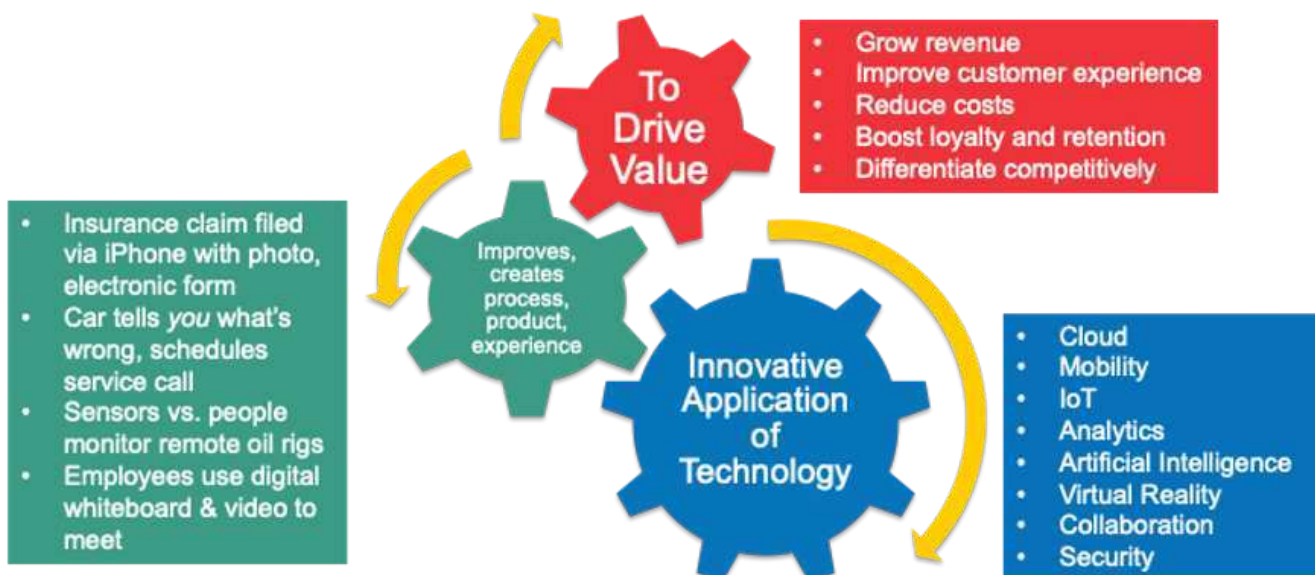 To
Drive
Value
• Grow revenue
• Improve customer experience
• Reduce costs
• Boost loyalty and retention
• Differentiate competitively
• Insurance claim filed
via iPhone with photo,
electronic form
• Car tells you what's
wrong, schedules
service call
• Sensors vs. people
monitor remote oil rigs
• Employees use digital
whiteboard & video to
meet
Improves,
creates
process,
product,
experience
Innovative
Application
of
Technology
• Cloud
• Mobility
• IoT
• Analytics
• Artificial Intelligence
• Virtual Reality
• Collaboration
• Security